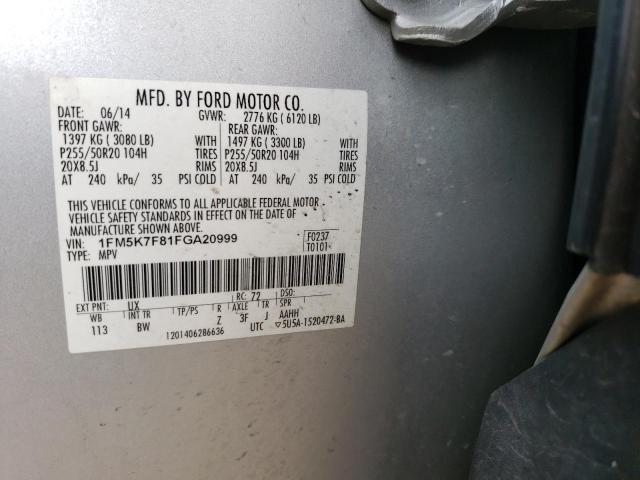 MFD. BY FORD MOTOR CO.
DATE: 06/14 GVWR: 2776 KG ( 6120 LB)
FRONT GAWR: REAR GAWR:
1397 KG ( 3080 LB) WITH 1497 KG ( 3300 LB) WITH
P255/50R20 104H TIRES P255/50R20 104H TIRES
20X8.5J RIMS 20X8.5J RIMS
AT 240 kPa/ 35 PSI COLD AT 240 kPa/ 35 PSI COLD
THIS VEHICLE CONFORMS TO ALL APPLICABLE FEDERAL MOTOR
VEHICLE SAFETY STANDARDS IN EFFECT ON THE DATE OF
MANUFACTURE SHOWN ABOVE.
VIN: 1FM5K7F81FGA20999 F0237
TYPE: MPV T0101
EXT PNT: UX RC: 72 DSO:
WB INT TR TP/PS R AXLE TR SPR
113 BW Z 3F J AAHH
1201406286636 UTC ▽5U5A-1520472-BA